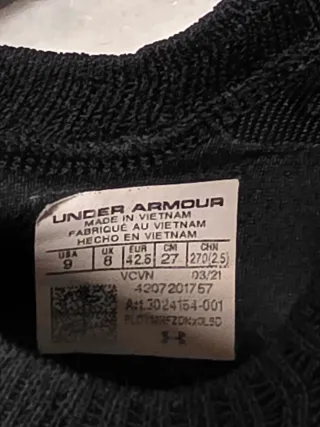 UNDER ARMOUR
MADE IN VIETNAM
FABRIQUÉ AU VIETNAM
HECHO EN VIETNAM
USA UK EUR CM CHN
9 8 42.5 27 270(2.5)
VCVN 03/21
4207201757
Art.3024154-001